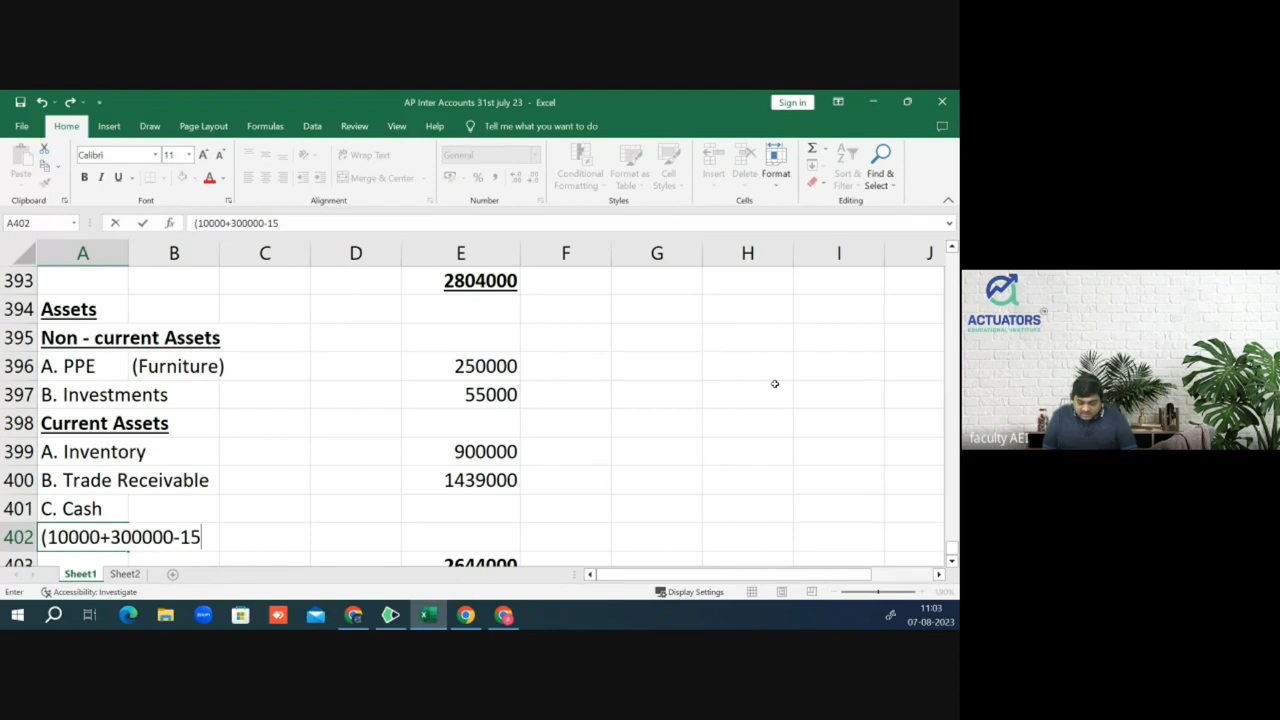 AP Inter Accounts 31st july 23 - Excel
Sign in
File Home Insert Draw Page Layout Formulas Data Review View Help Tell me what you want to do
Paste
Calibri 11
Wrap Text
Merge & Center
General
Conditional Formatting
Format as Table
Cell Styles
Insert Delete Format
Sort & Filter
Find & Select
Clipboard Font Alignment Number Styles Cells Editing
A402 (10000+300000-15
A B C D E F G H I J
393 2804000
394 Assets
395 Non - current Assets
396 A. PPE (Furniture) 250000
397 B. Investments 55000
398 Current Assets
399 A. Inventory 900000
400 B. Trade Receivable 1439000
401 C. Cash
402 (10000+300000-15
403 2644000
Sheet1 Sheet2
Enter Accessibility: Investigate Display Settings 190%
11:03
07-08-2023
ACTUATORS
EDUCATIONAL INSTITUTE
faculty AEI